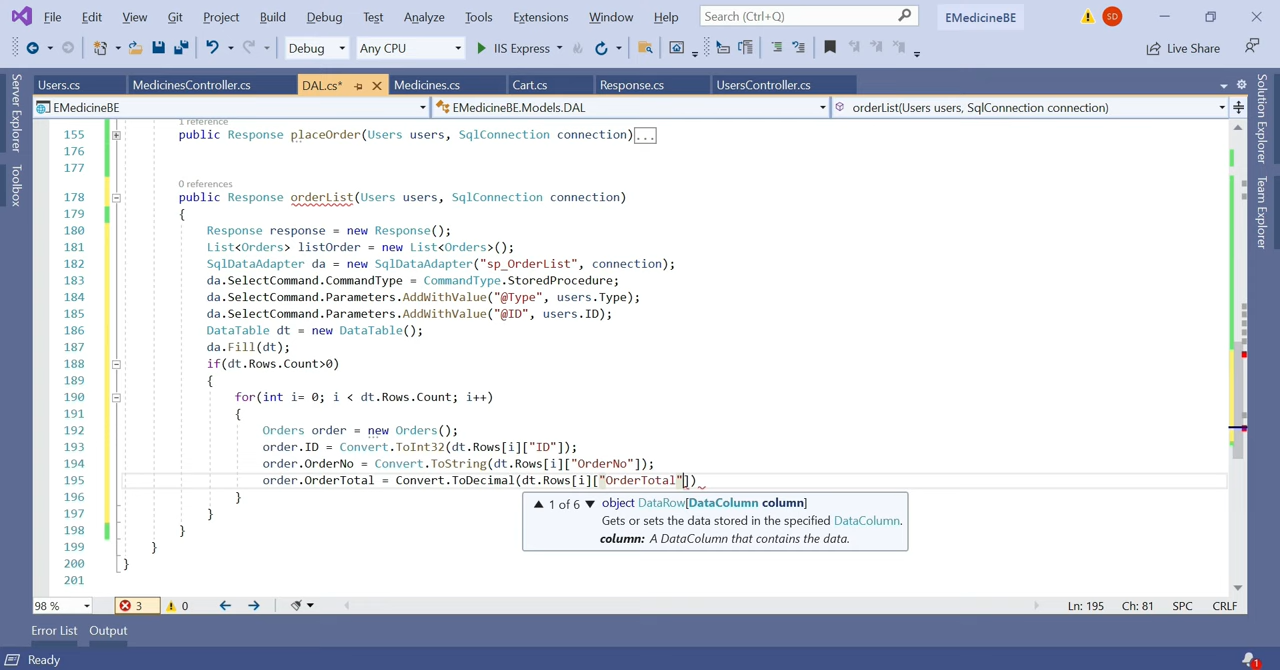 File Edit View Git Project Build Debug Test Analyze Tools Extensions Window Help Search (Ctrl+Q) EMedicineBE SD
Debug Any CPU IIS Express Live Share
Users.cs MedicinesController.cs DAL.cs* Medicines.cs Cart.cs Response.cs UsersController.cs
EMedicineBE EMedicineBE.Models.DAL orderList(Users users, SqlConnection connection)
Server Explorer
Toolbox
Solution Explorer
Team Explorer
1 reference
155 public Response placeOrder(Users users, SqlConnection connection)...
176
177
0 references
178 public Response orderList(Users users, SqlConnection connection)
179 {
180 Response response = new Response();
181 List<Orders> listOrder = new List<Orders>();
182 SqlDataAdapter da = new SqlDataAdapter("sp_OrderList", connection);
183 da.SelectCommand.CommandType = CommandType.StoredProcedure;
184 da.SelectCommand.Parameters.AddWithValue("@Type", users.Type);
185 da.SelectCommand.Parameters.AddWithValue("@ID", users.ID);
186 DataTable dt = new DataTable();
187 da.Fill(dt);
188 if(dt.Rows.Count>0)
189 {
190 for(int i= 0; i < dt.Rows.Count; i++)
191 {
192 Orders order = new Orders();
193 order.ID = Convert.ToInt32(dt.Rows[i]["ID"]);
194 order.OrderNo = Convert.ToString(dt.Rows[i]["OrderNo"]);
195 order.OrderTotal = Convert.ToDecimal(dt.Rows[i]["OrderTotal"])
196 }
197 }
198 }
199 }
200 }
201
1 of 6 object DataRow[DataColumn column]
Gets or sets the data stored in the specified DataColumn.
column: A DataColumn that contains the data.
98 % 3 0 Ln: 195 Ch: 81 SPC CRLF
Error List Output
Ready 1